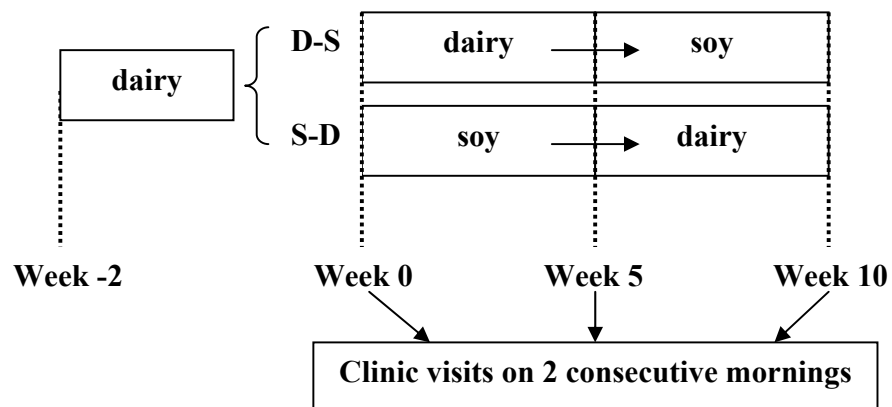 D-S
dairy
soy
dairy
S-D
soy
dairy
Week -2
Week 0
Week 5
Week 10
Clinic visits on 2 consecutive mornings